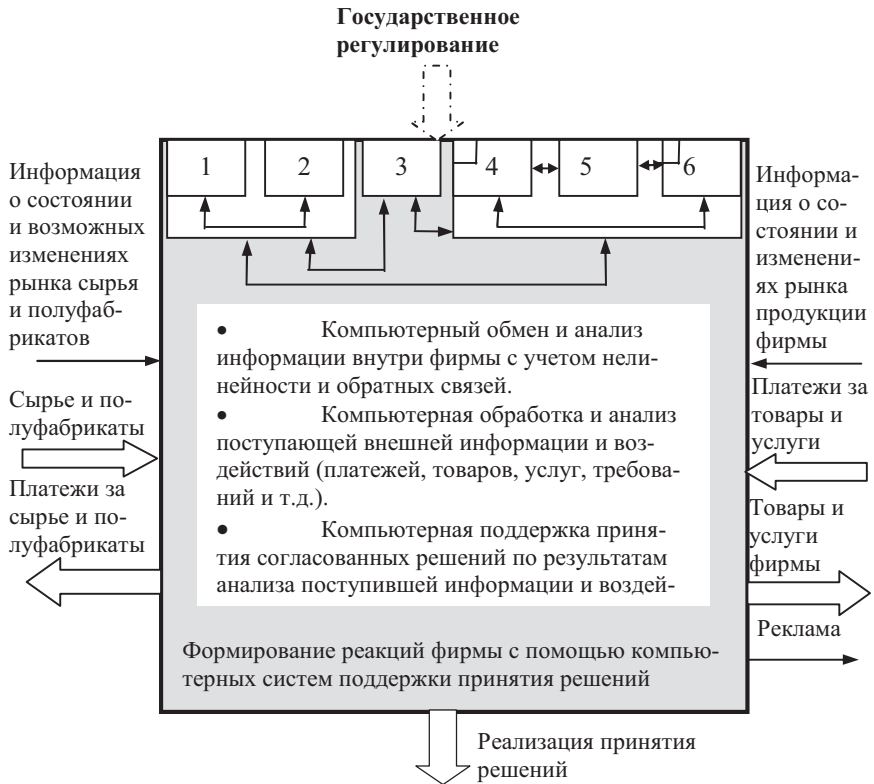 Государственное
регулирование
1 2 3 4 5 6
Информация
о состоянии
и возможных
изменениях
рынка сырья
и полуфаб-
рикатов
Сырье и по-
луфабрикаты
Платежи за
сырье и по-
луфабрикаты
• Компьютерный обмен и анализ
информации внутри фирмы с учетом нели-
нейности и обратных связей.
• Компьютерная обработка и анализ
поступающей внешней информации и воз-
действий (платежей, товаров, услуг, требова-
ний и т.д.).
• Компьютерная поддержка приня-
тия согласованных решений по результатам
анализа поступившей информации и воздей-
Формирование реакций фирмы с помощью компью-
терных систем поддержки принятия решений
Информа-
ция о со-
стоянии и
изменени-
ях рынка
продукции
фирмы
Платежи за
товары и
услуги
Товары и
услуги
фирмы
Реклама
Реализация принятия
решений